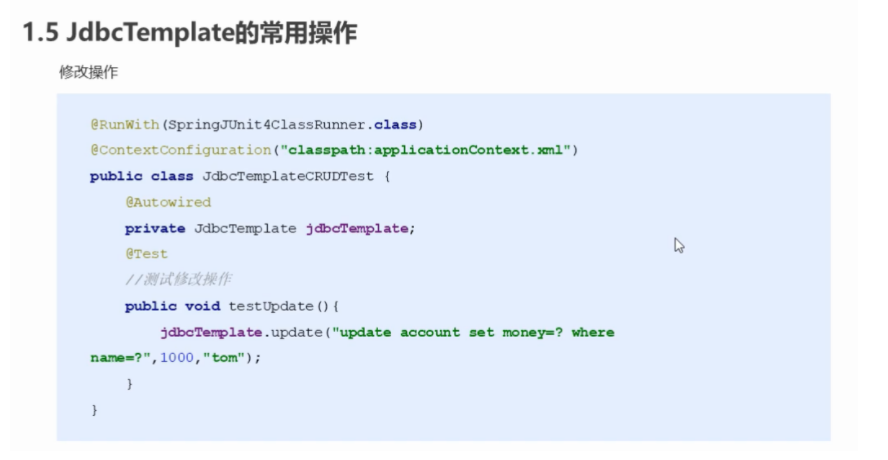 1.5 JdbcTemplate的常用操作
修改操作
@RunWith(SpringJUnit4ClassRunner.class)
@ContextConfiguration("classpath:applicationContext.xml")
public class JdbcTemplateCRUDTest {
@Autowired
private JdbcTemplate jdbcTemplate;
@Test
//测试修改操作
public void testUpdate(){
jdbcTemplate.update("update account set money=? where
name=?",1000,"tom");
}
}